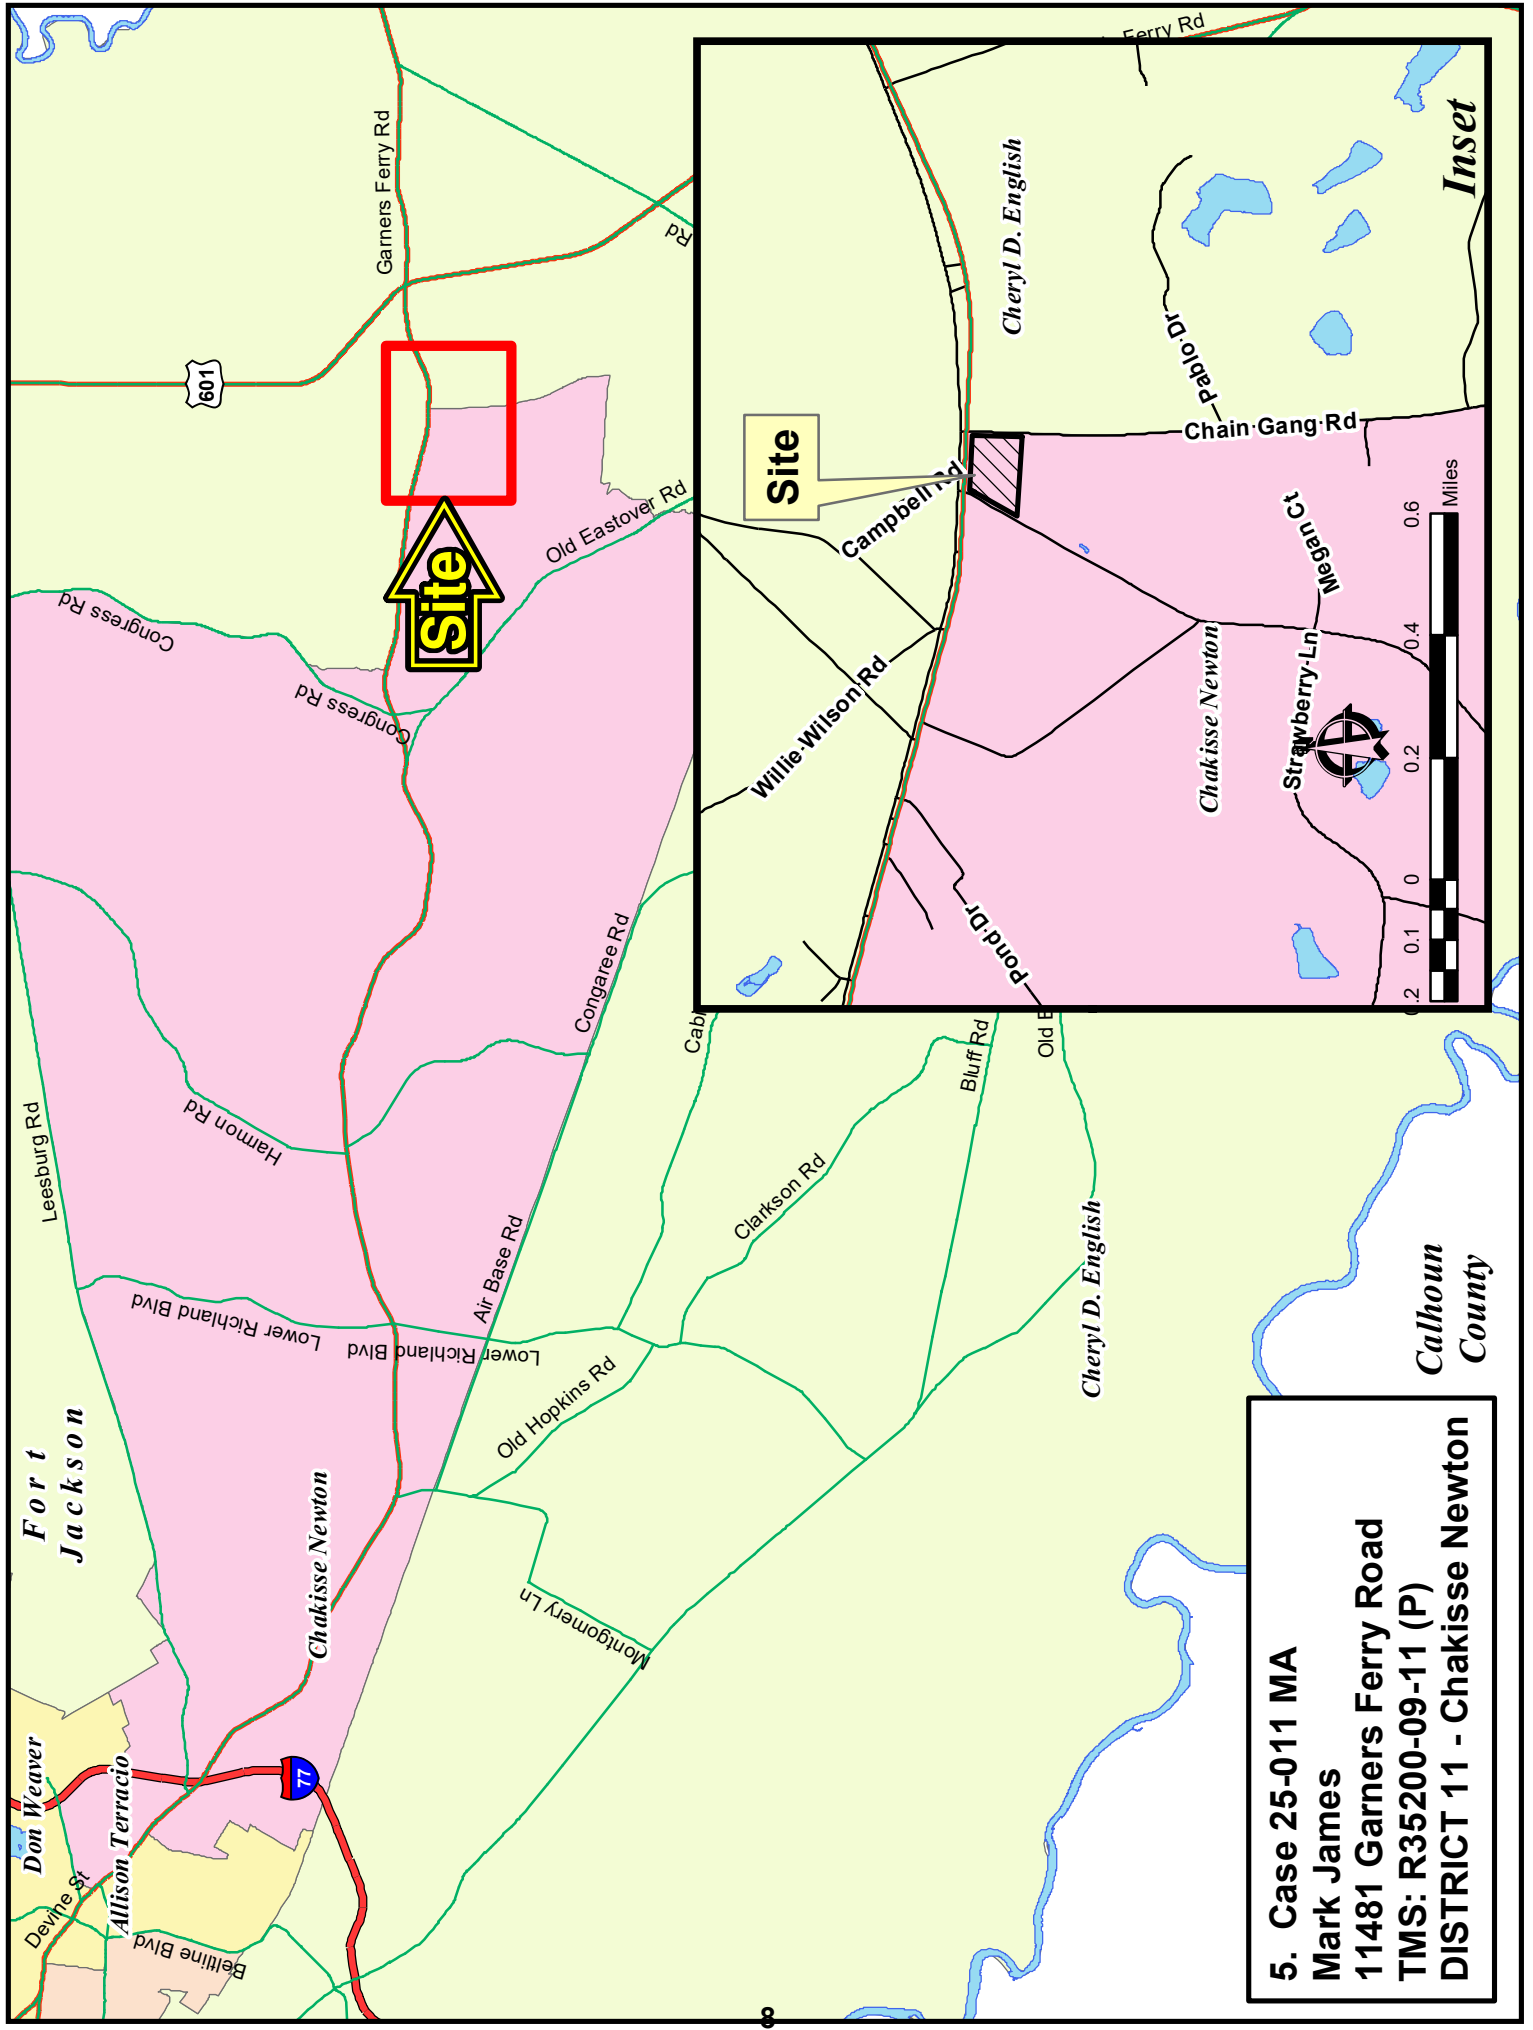 Don Weaver
Allison Terracio
Devine St
Beltline Blvd
77
Fort
Jackson
Chakisse Newton
Leesburg Rd
Lower Richland Blvd
Lower Richland Blvd
Lower
Harmon Rd
Air Base Rd
Congaree Rd
Congress Rd
Congress Rd
Garners Ferry Rd
601
Old Eastover Rd
Site
Rd
Ferry Rd
Montgomery Ln
Old Hopkins Rd
Clarkson Rd
Bluff Rd
Old
Cheryl D. English
Calhoun
County
Site
Campbell Rd
Willie Wilson Rd
Pond Dr
Chakisse Newton
Cheryl D. English
Pablo Dr
Chain Gang Rd
Megan Ct
Strawberry Ln
Inset
0.1 0 0.2 0.4 0.6
Miles
5. Case 25-011 MA
Mark James
11481 Garners Ferry Road
TMS: R35200-09-11 (P)
DISTRICT 11 - Chakisse Newton
8